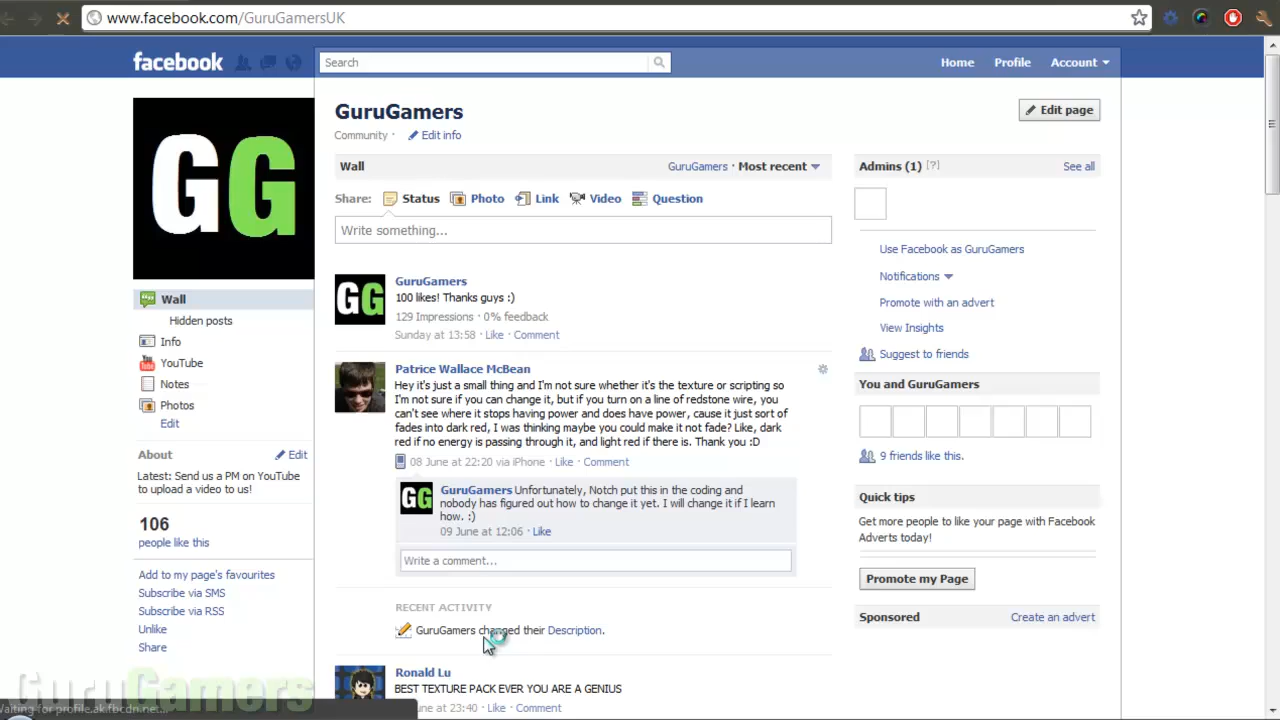 www.facebook.com/GuruGamersUK
facebook
Search
Home
Profile
Account
GG
GuruGamers
Community ·
Edit info
Edit page
Wall
GuruGamers · Most recent
Share:
Status
Photo
Link
Video
Question
Write something...
GuruGamers
100 likes! Thanks guys :)
129 Impressions · 0% feedback
Sunday at 13:58 · Like · Comment
GG
Patrice Wallace McBean
Hey it's just a small thing and I'm not sure whether it's the texture or scripting so
I'm not sure if you can change it, but if you turn on a line of redstone wire, you
can't see where it stops having power and does have power, cause it just sort of
fades into dark red, I was thinking maybe you could make it not fade? Like, dark
red if no energy is passing through it, and light red if there is. Thank you :D
08 June at 22:20 via iPhone · Like · Comment
GG
GuruGamers Unfortunately, Notch put this in the coding and
nobody has figured out how to change it yet. I will change it if I learn
how. :)
09 June at 12:06 · Like
Write a comment...
RECENT ACTIVITY
GuruGamers changed their Description.
Ronald Lu
BEST TEXTURE PACK EVER YOU ARE A GENIUS
June at 23:40 · Like · Comment
Wall
Hidden posts
Info
YouTube
Notes
Photos
Edit
About
Edit
Latest: Send us a PM on YouTube
to upload a video to us!
106
people like this
Add to my page's favourites
Subscribe via SMS
Subscribe via RSS
Unlike
Share
Admins (1) [?]
See all
Use Facebook as GuruGamers
Notifications
Promote with an advert
View Insights
Suggest to friends
You and GuruGamers
9 friends like this.
Quick tips
Get more people to like your page with Facebook
Adverts today!
Promote my Page
Sponsored
Create an advert
GuruGamers
Waiting for profile.ak.fbcdn.net...